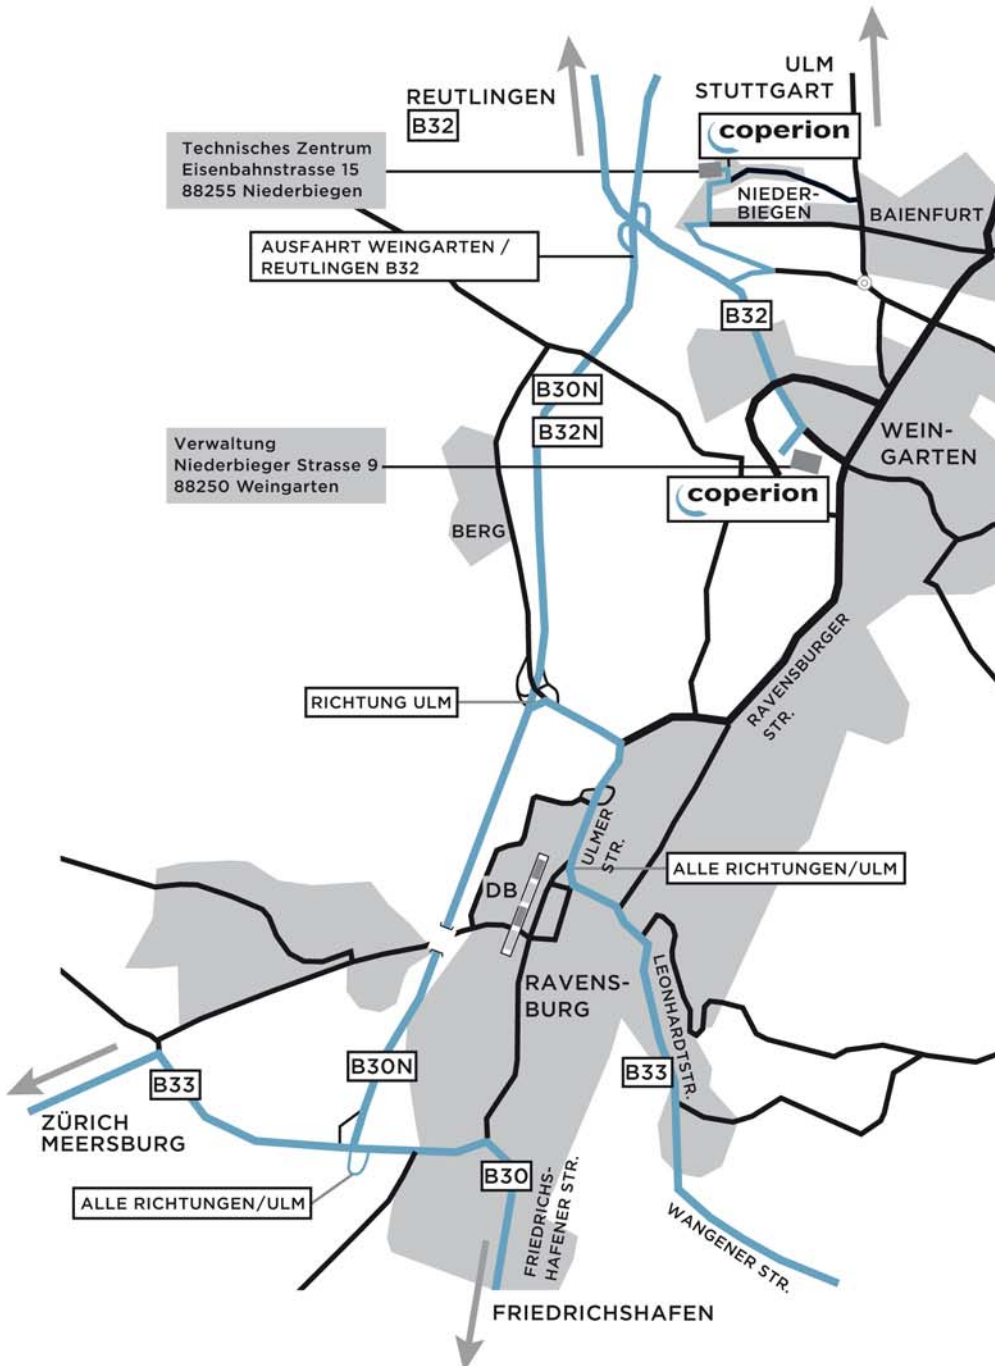 ULM
STUTTGART
REUTLINGEN
B32
coperion
Technisches Zentrum
Eisenbahnstrasse 15
88255 Niederbiegen
NIEDER-
BIEGEN
BAIENFURT
AUSFAHRT WEINGARTEN /
REUTLINGEN B32
B32
B30N
B32N
WEIN-
GARTEN
Verwaltung
Niederbieger Strasse 9
88250 Weingarten
coperion
BERG
RAVENSBURGER
STR.
RICHTUNG ULM
ULMER
STR.
ALLE RICHTUNGEN/ULM
DB
RAVENS-
BURG
LEONHARDTSTR.
B30N
B33
B33
ZÜRICH
MEERSBURG
B30
ALLE RICHTUNGEN/ULM
FRIEDRICHS-
HAFENER STR.
WANGENER STR.
FRIEDRICHSHAFEN